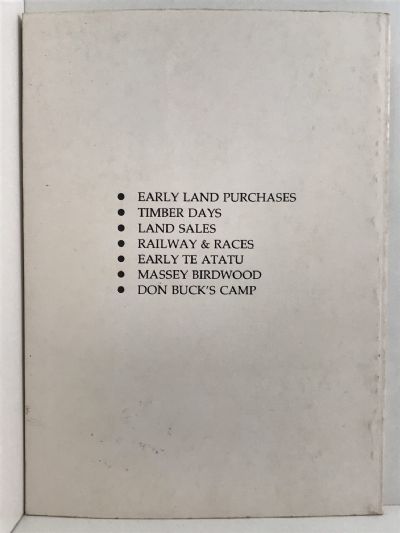 ● EARLY LAND PURCHASES
● TIMBER DAYS
● LAND SALES
● RAILWAY & RACES
● EARLY TE ATATU
● MASSEY BIRDWOOD
● DON BUCK'S CAMP